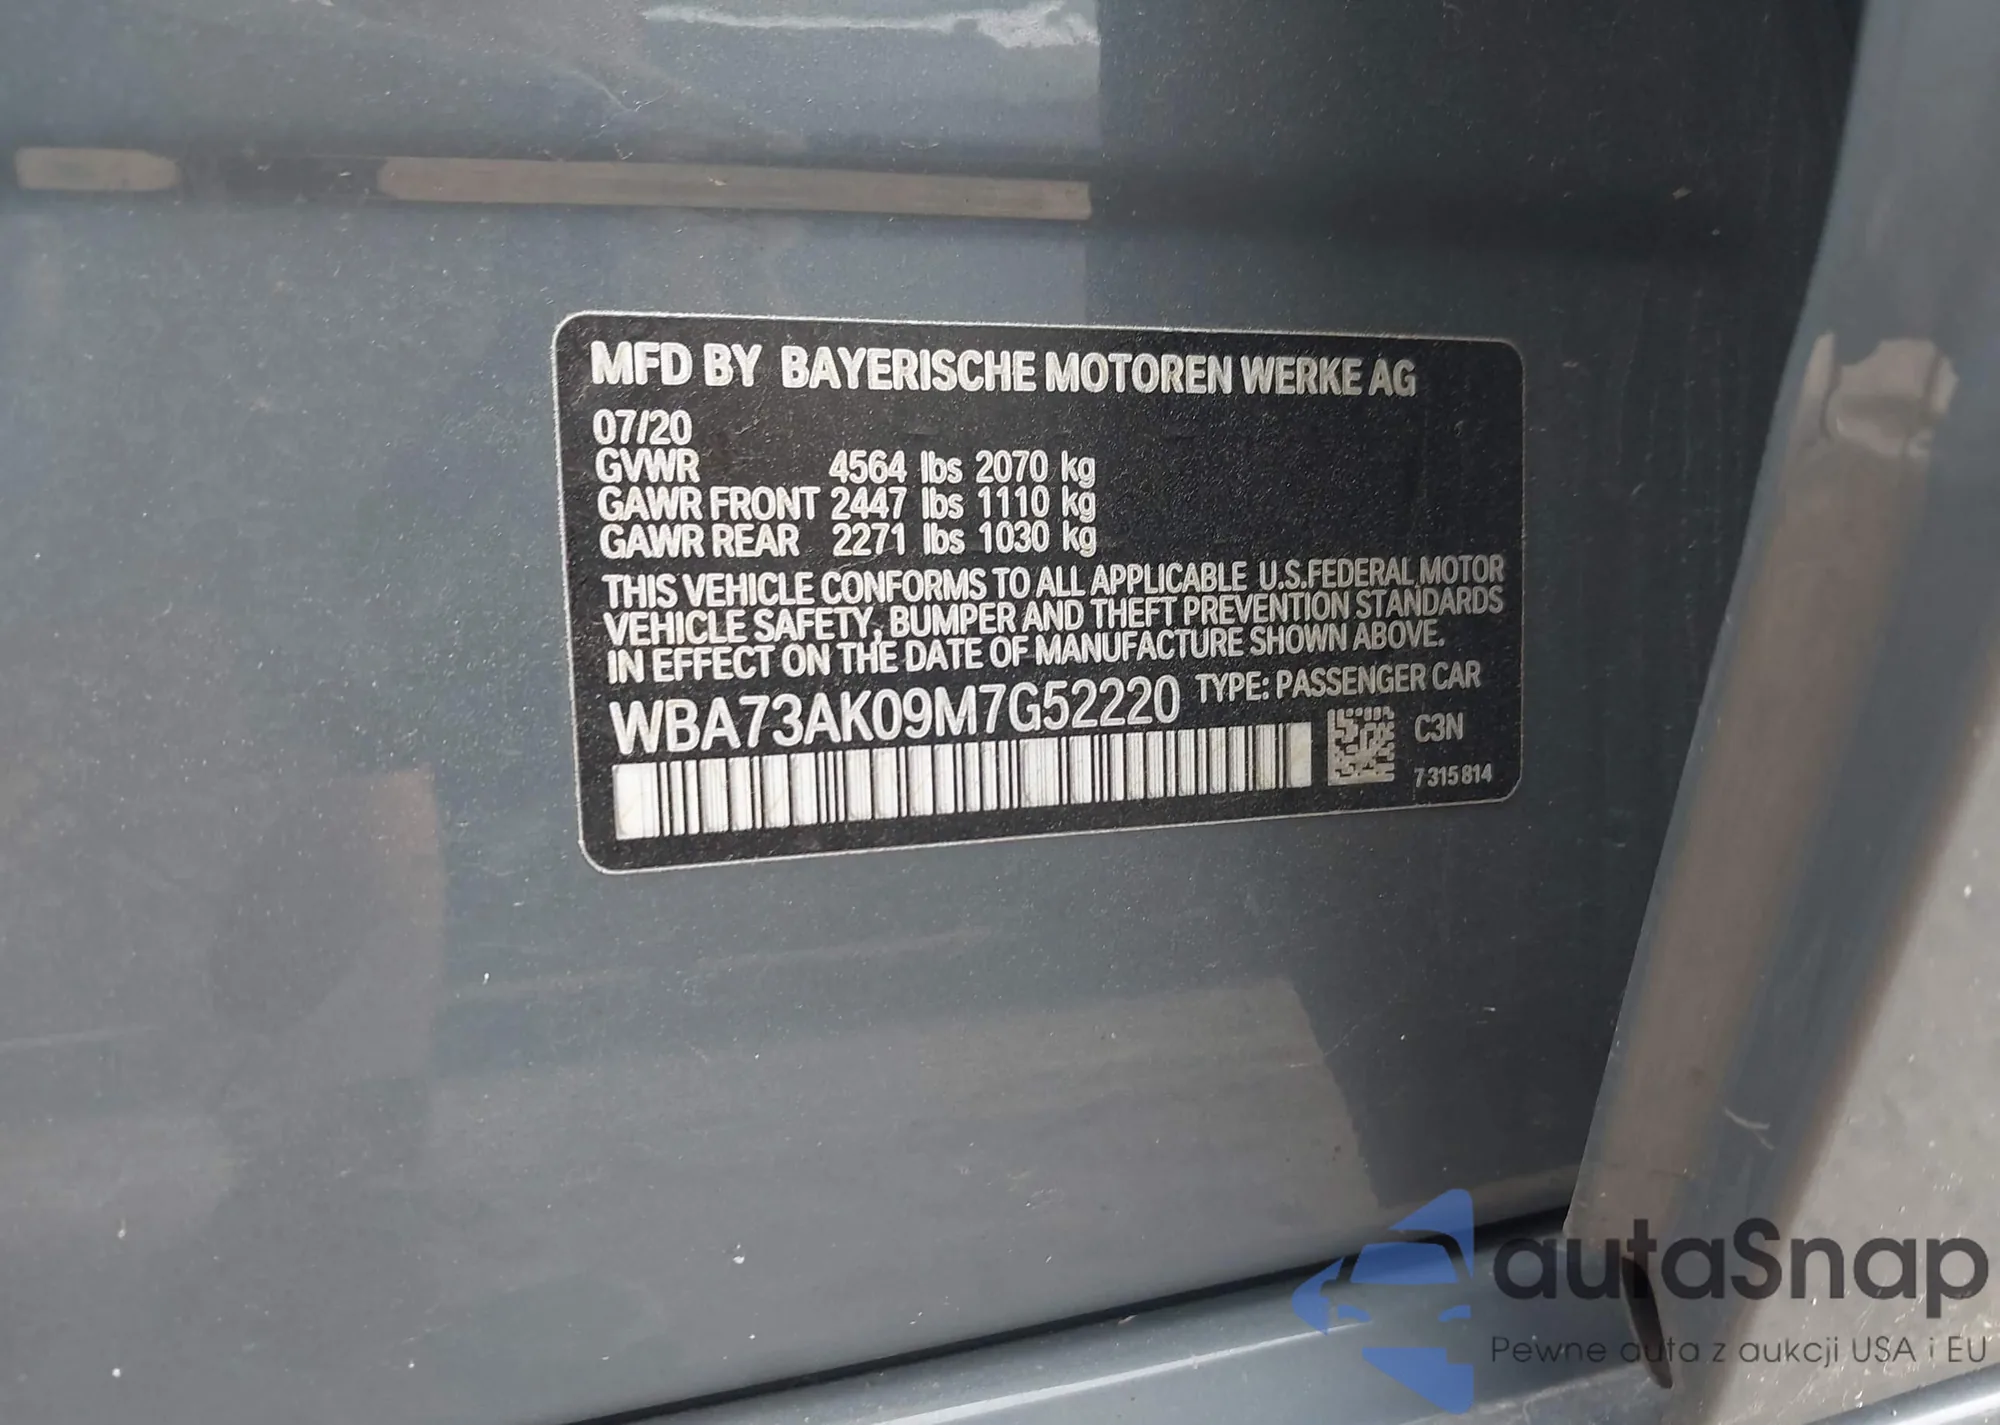 MFD BY BAYERISCHE MOTOREN WERKE AG
07/20
GVWR 4564 lbs 2070 kg
GAWR FRONT 2447 lbs 1110 kg
GAWR REAR 2271 lbs 1030 kg
THIS VEHICLE CONFORMS TO ALL APPLICABLE U.S.FEDERAL MOTOR
VEHICLE SAFETY, BUMPER AND THEFT PREVENTION STANDARDS
IN EFFECT ON THE DATE OF MANUFACTURE SHOWN ABOVE.
WBA73AK09M7G52220 TYPE: PASSENGER CAR
C3N
7315814
autaSnap
Pewne auta z aukcji USA i EU